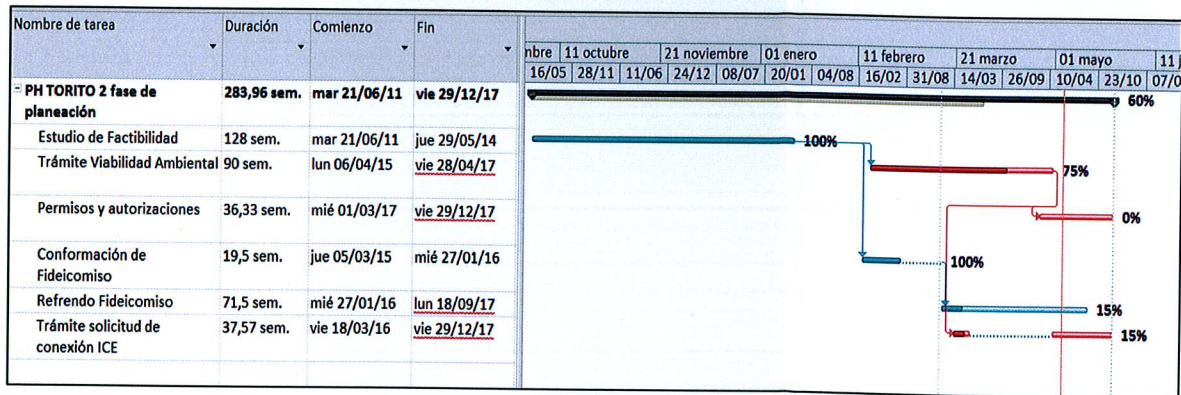 Nombre de tarea Duración Comienzo Fin
nbre 11 octubre 21 noviembre 01 enero 11 febrero 21 marzo 01 mayo 11 j
16/05 28/11 11/06 24/12 08/07 20/01 04/08 16/02 31/08 14/03 26/09 10/04 23/10 07/0
PH TORITO 2 fase de 283,96 sem. mar 21/06/11 vie 29/12/17 60%
planeación
Estudio de Factibilidad 128 sem. mar 21/06/11 jue 29/05/14 100%
Trámite Viabilidad Ambiental 90 sem. lun 06/04/15 vie 28/04/17 75%
Permisos y autorizaciones 36,33 sem. mié 01/03/17 vie 29/12/17 0%
Conformación de 19,5 sem. jue 05/03/15 mié 27/01/16 100%
Fideicomiso
Refrendo Fideicomiso 71,5 sem. mié 27/01/16 lun 18/09/17 15%
Trámite solicitud de 37,57 sem. vie 18/03/16 vie 29/12/17 15%
conexión ICE